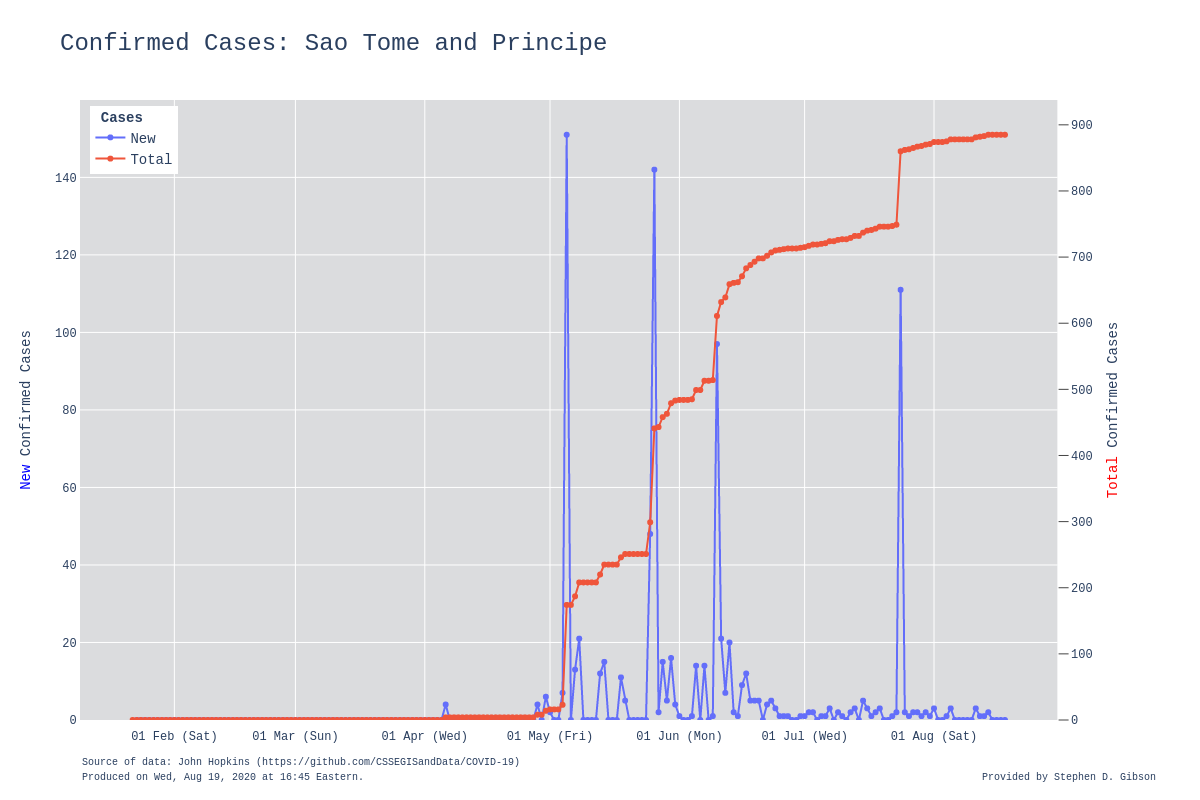 Confirmed Cases: Sao Tome and Principe
Cases
New
Total
140
120
100
80
60
40
20
0
900
800
700
600
500
400
300
200
100
0
New Confirmed Cases
Total Confirmed Cases
01 Feb (Sat) 01 Mar (Sun) 01 Apr (Wed) 01 May (Fri) 01 Jun (Mon) 01 Jul (Wed) 01 Aug (Sat)
Source of data: John Hopkins (https://github.com/CSSEGISandData/COVID-19)
Produced on Wed, Aug 19, 2020 at 16:45 Eastern.
Provided by Stephen D. Gibson